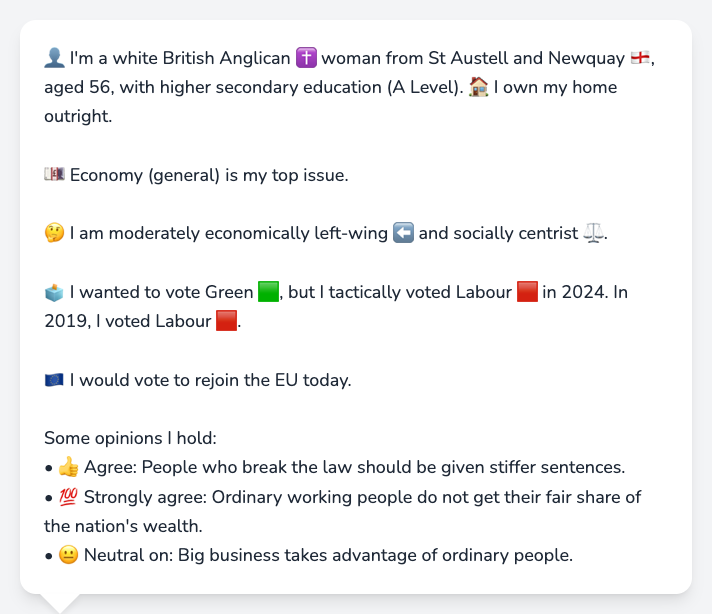 👤 I'm a white British Anglican ✝️ woman from St Austell and Newquay 🏴󠁧󠁢󠁥󠁮󠁧󠁿,
aged 56, with higher secondary education (A Level). 🏠 I own my home
outright.
💷 Economy (general) is my top issue.
🤔 I am moderately economically left-wing ⬅️ and socially centrist ⚖️.
🗳️ I wanted to vote Green 🟩, but I tactically voted Labour 🟥 in 2024. In
2019, I voted Labour 🟥.
🇪🇺 I would vote to rejoin the EU today.
Some opinions I hold:
• 👍 Agree: People who break the law should be given stiffer sentences.
• 💯 Strongly agree: Ordinary working people do not get their fair share of
the nation's wealth.
• 😐 Neutral on: Big business takes advantage of ordinary people.